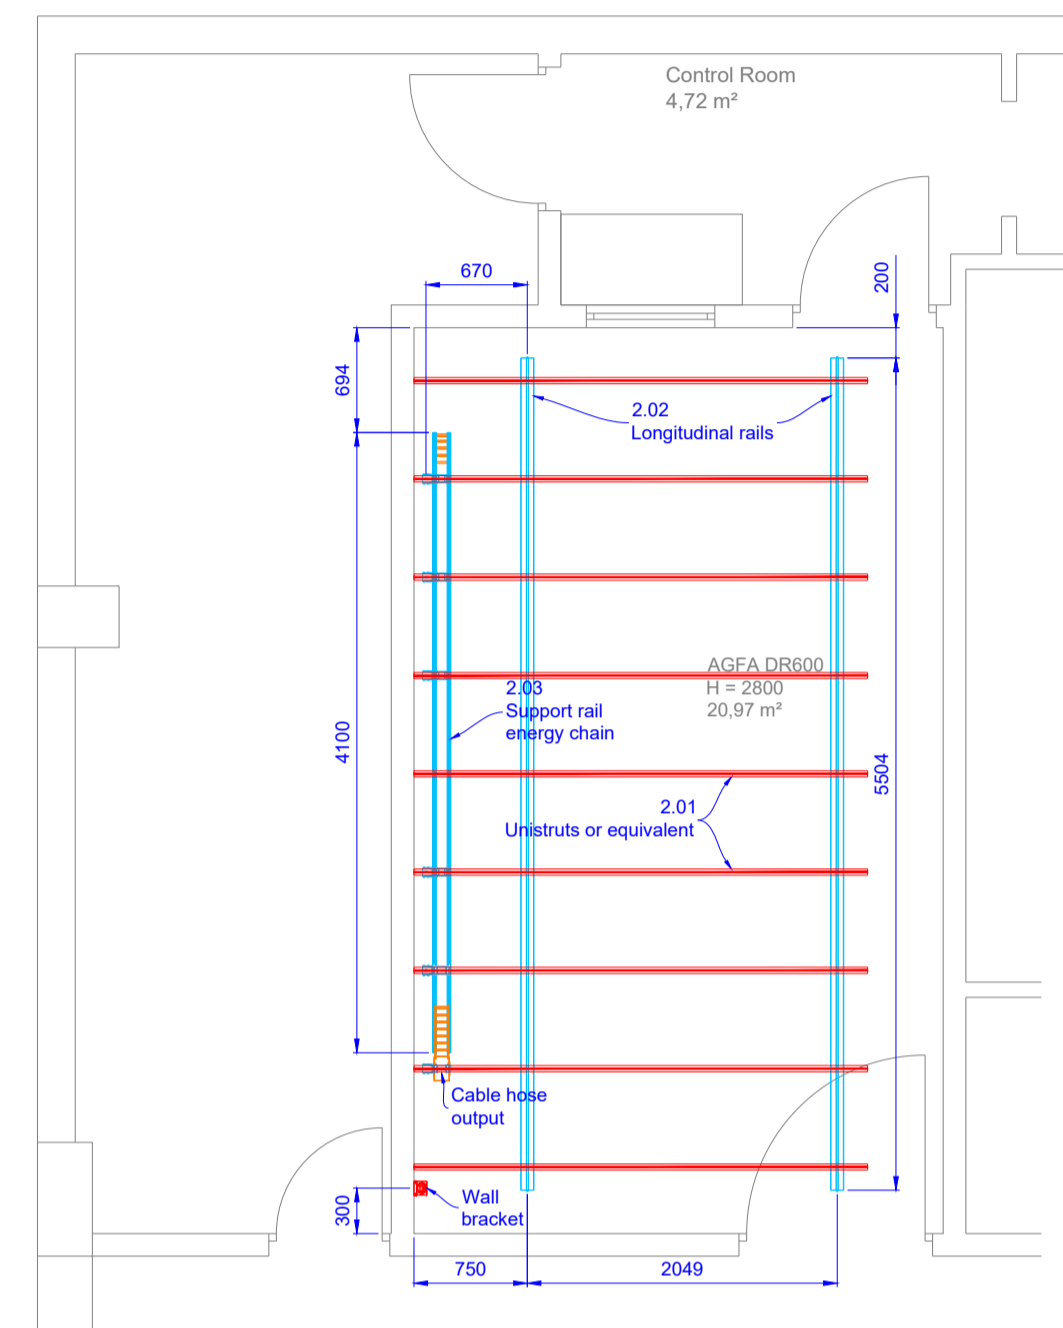 Control Room
4,72 m²
670
200
694
2.02
Longitudinal rails
AGFA DR600
H = 2800
20,97 m²
2.03
Support rail
energy chain
4100
5504
2.01
Unistruts or equivalent
Cable hose
output
Wall
bracket
300
750
2049